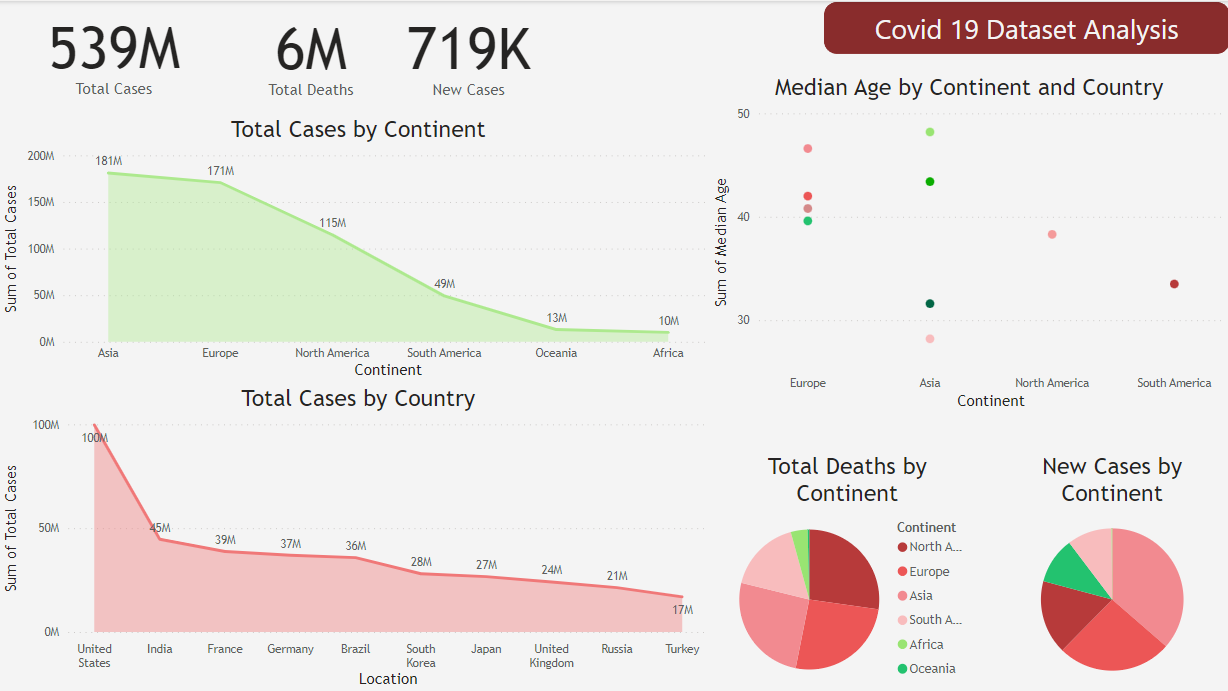 539M
Total Cases
6M
Total Deaths
719K
New Cases
Covid 19 Dataset Analysis
Total Cases by Continent
Sum of Total Cases
200M
150M
100M
50M
0M
181M
171M
115M
49M
13M
10M
Asia
Europe
North America
South America
Oceania
Africa
Continent
Total Cases by Country
Sum of Total Cases
100M
50M
0M
100M
45M
39M
37M
36M
28M
27M
24M
21M
17M
United
States
India
France
Germany
Brazil
South
Korea
Japan
United
Kingdom
Russia
Turkey
Location
Median Age by Continent and Country
Sum of Median Age
50
40
30
Europe
Asia
North America
South America
Continent
Total Deaths by
Continent
Continent
North A...
Europe
Asia
South A...
Africa
Oceania
New Cases by
Continent